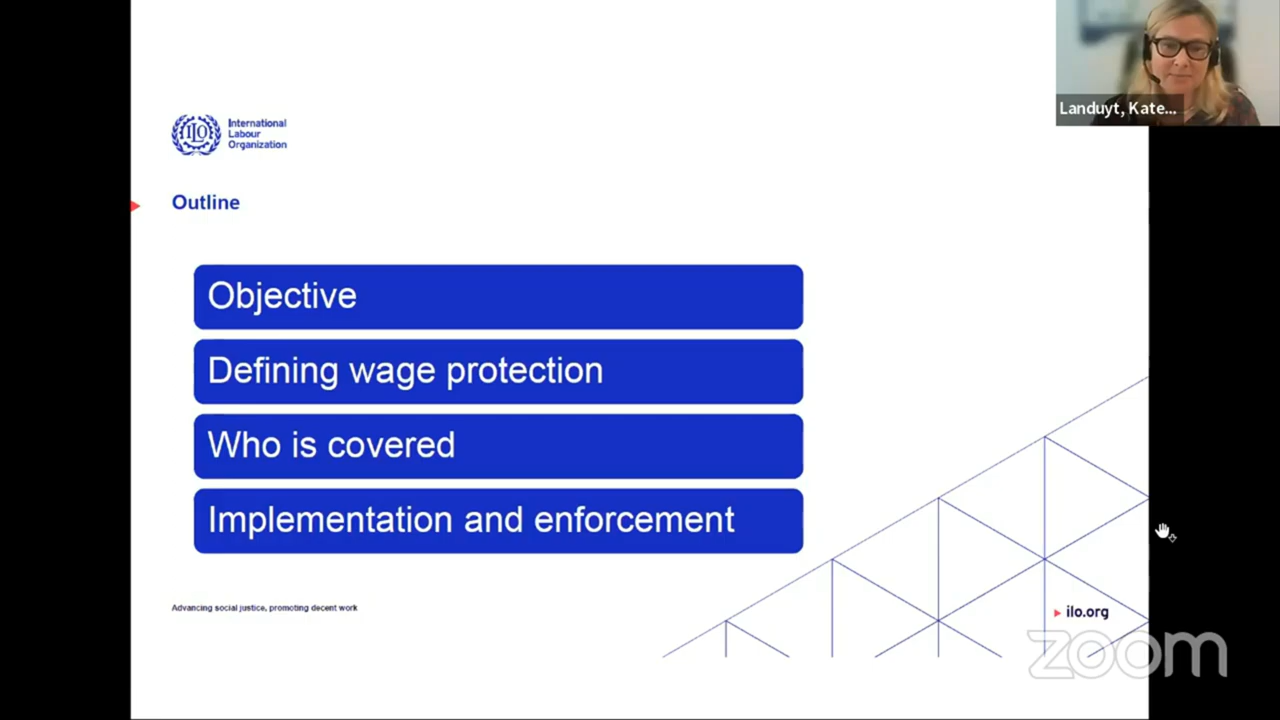 Landuyt, Kate...
ILO
International
Labour
Organization
Outline
Objective
Defining wage protection
Who is covered
Implementation and enforcement
Advancing social justice, promoting decent work
ilo.org
zoom